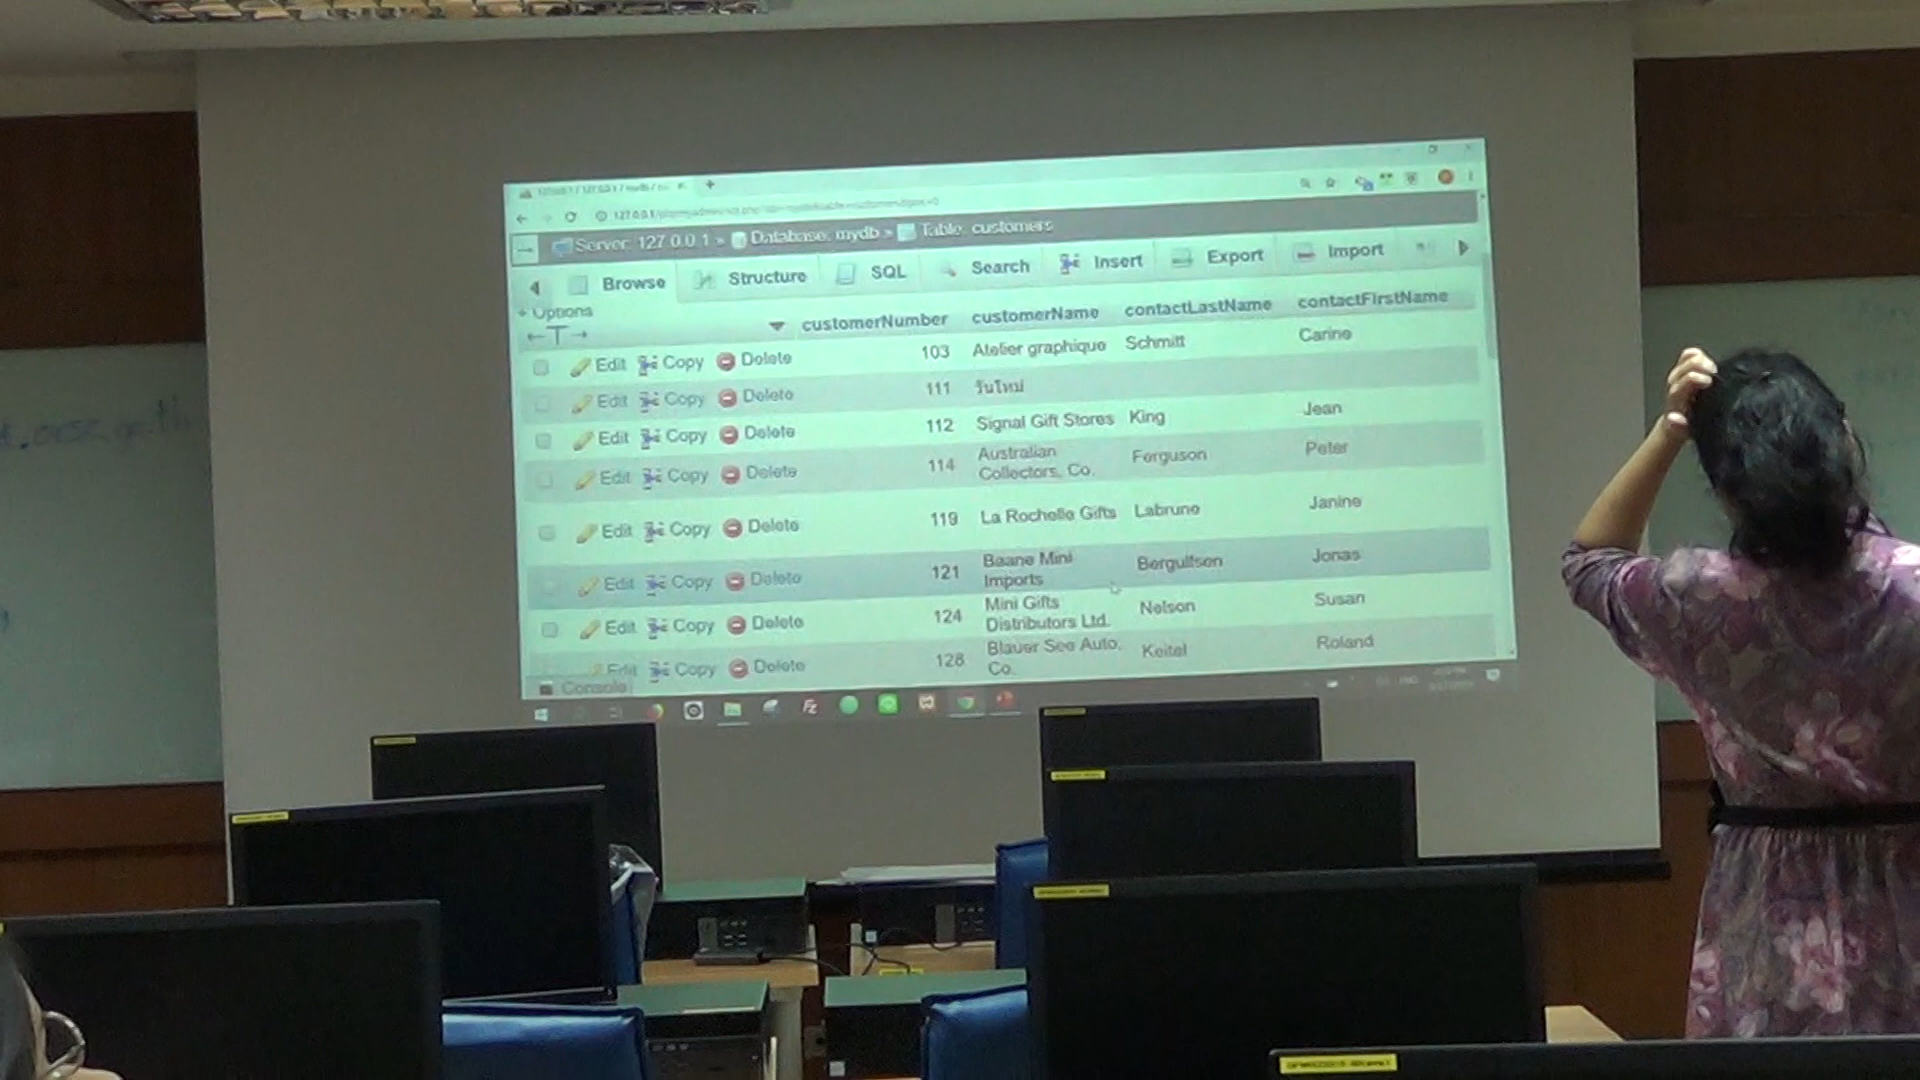 127.0.0.1
Server: 127.0.0.1 » Database: mydb » Table: customers
Browse Structure SQL Search Insert Export Import
+ Options
←T→ customerNumber customerName contactLastName contactFirstName
Edit Copy Delete 103 Atelier graphique Schmitt Carine
Edit Copy Delete 111 วันใหม่
Edit Copy Delete 112 Signal Gift Stores King Jean
Edit Copy Delete 114 Australian Collectors, Co. Ferguson Peter
Edit Copy Delete 119 La Rochelle Gifts Labrune Janine
Edit Copy Delete 121 Baane Mini Imports Bergulfsen Jonas
Edit Copy Delete 124 Mini Gifts Distributors Ltd. Nelson Susan
Edit Copy Delete 128 Blauer See Auto, Co. Keitel Roland
Console